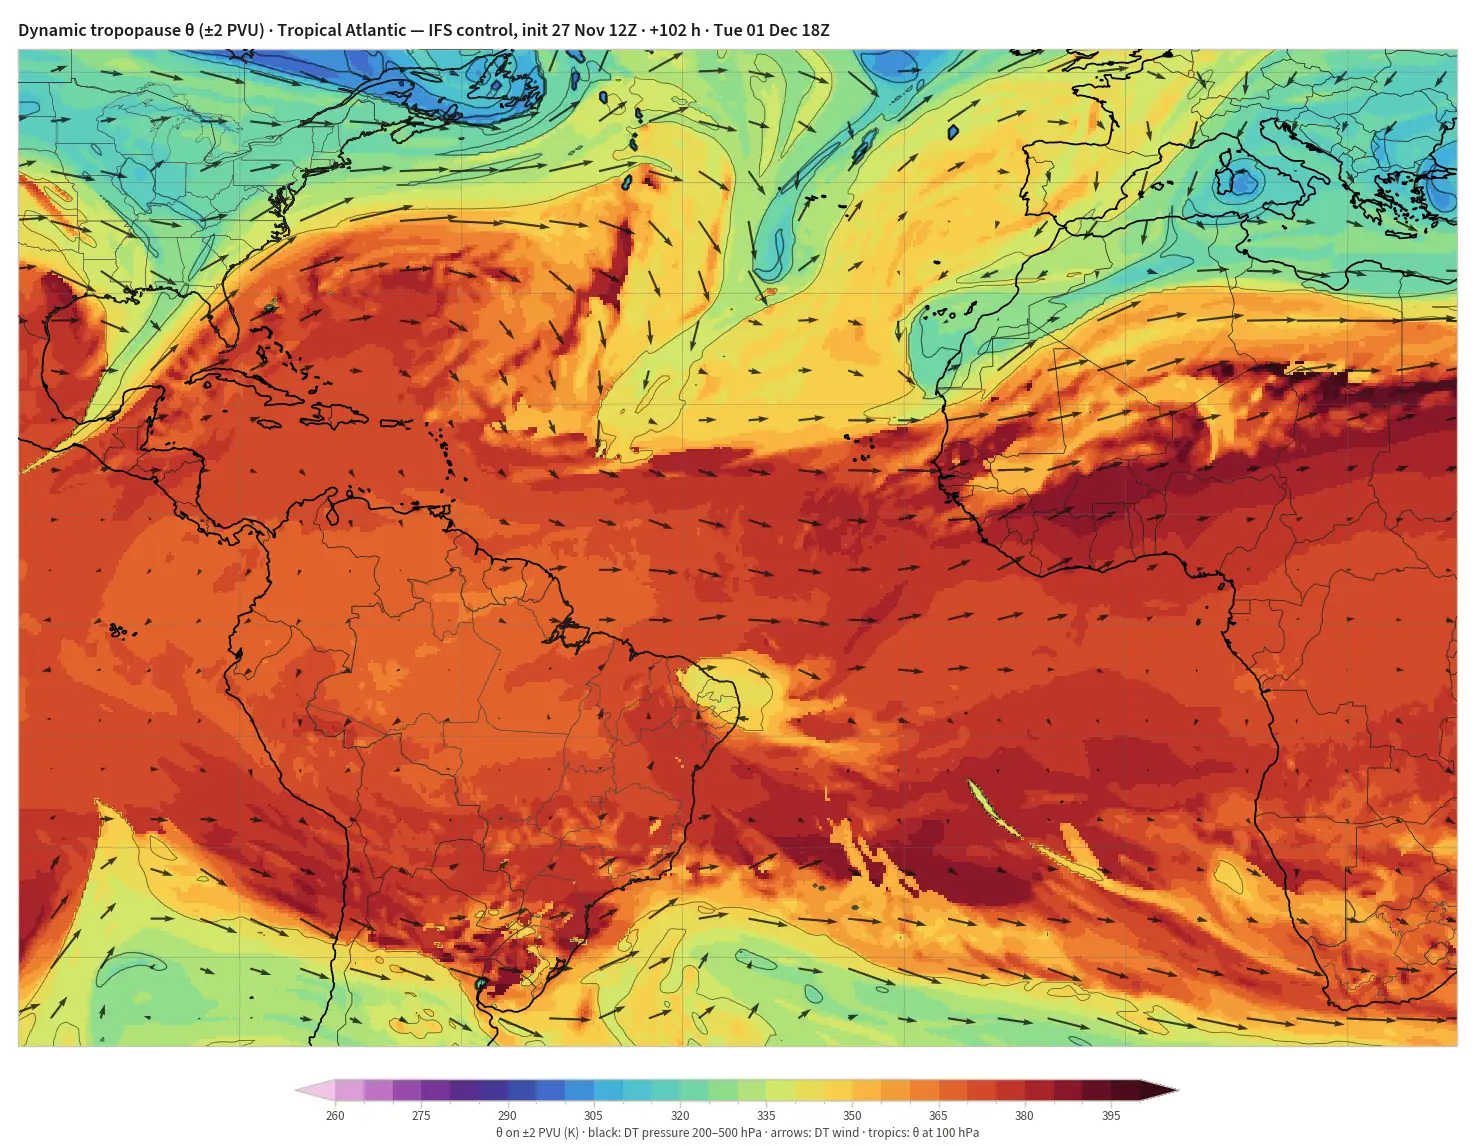 Dynamic tropopause θ (±2 PVU) · Tropical Atlantic — IFS control, init 27 Nov 12Z · +102 h · Tue 01 Dec 18Z
260 275 290 305 320 335 350 365 380 395
θ on ±2 PVU (K) · black: DT pressure 200–500 hPa · arrows: DT wind · tropics: θ at 100 hPa